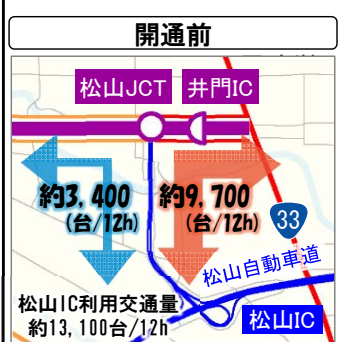 開通前
松山JCT 井門IC
約3,400
(台/12h)
約9,700
(台/12h)
33
松山自動車道
松山IC利用交通量
約13,100台/12h
松山IC